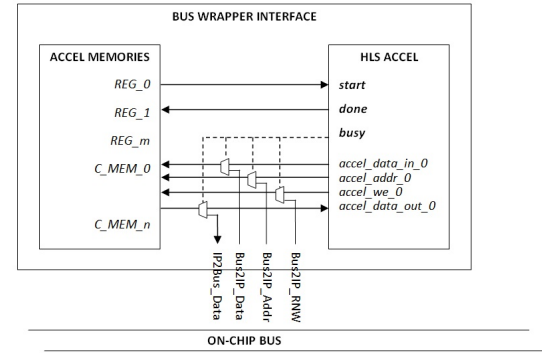 BUS WRAPPER INTERFACE
ACCEL MEMORIES
HLS ACCEL
REG_0
start
REG_1
done
REG_m
busy
C_MEM_0
accel_data_in_0
accel_addr_0
accel_we_0
accel_data_out_0
C_MEM_n
IP2Bus_Data
Bus2IP_Data
Bus2IP_Addr
Bus2IP_RNW
ON-CHIP BUS